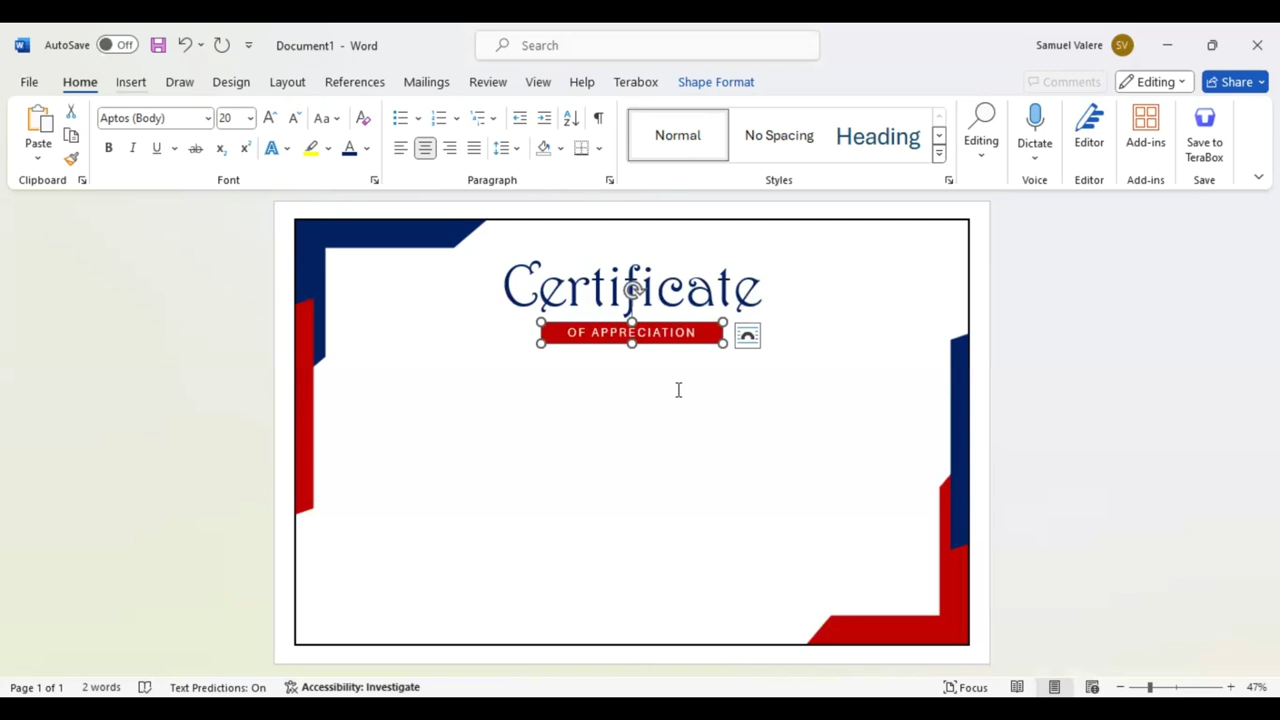 AutoSave Off Document1 - Word Search Samuel Valere SV
File Home Insert Draw Design Layout References Mailings Review View Help Terabox Shape Format Comments Editing Share
Paste Aptos (Body) 20 Aa Normal No Spacing Heading Editing Dictate Editor Add-ins Save to TeraBox
B I U ab x₂ x² A A
Clipboard Font Paragraph Styles Voice Editor Add-ins Save
Certificate
OF APPRECIATION
Page 1 of 1 2 words Text Predictions: On Accessibility: Investigate Focus 47%